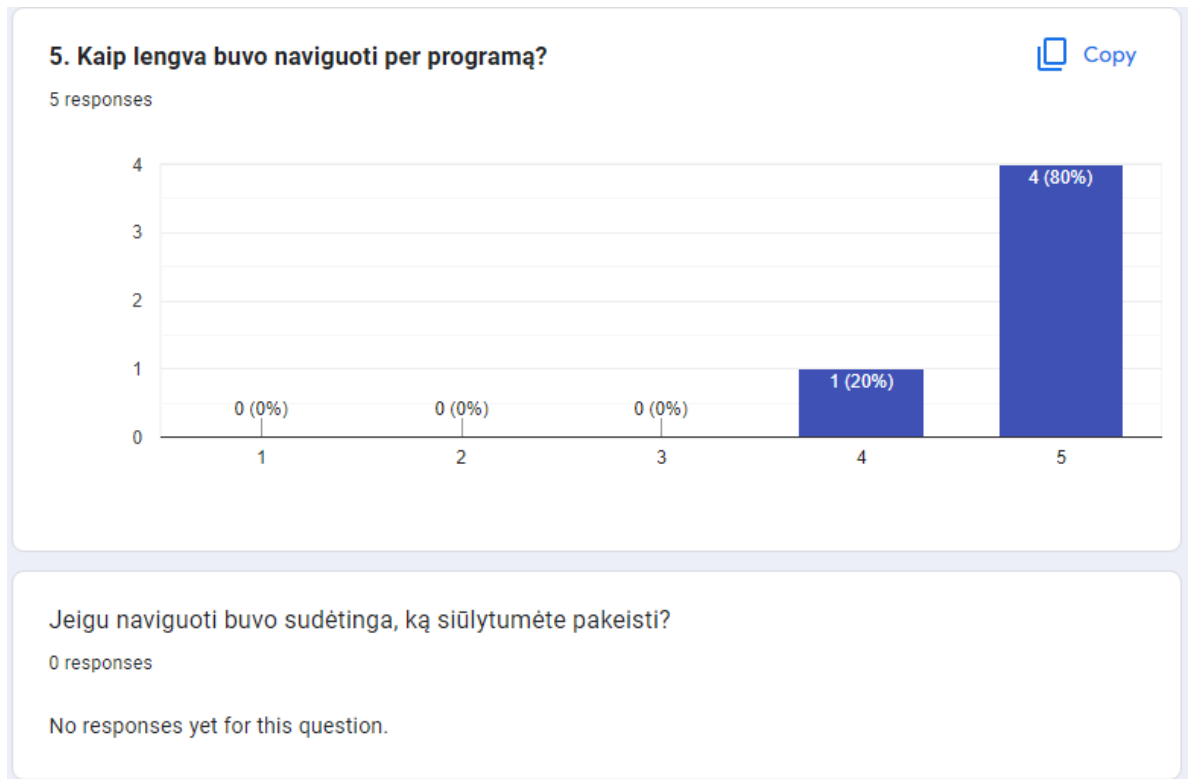 5. Kaip lengva buvo naviguoti per programą?
Copy
5 responses
4
3
2
1
0
0 (0%)
0 (0%)
0 (0%)
1 (20%)
4 (80%)
1
2
3
4
5
Jeigu naviguoti buvo sudėtinga, ką siūlytumėte pakeisti?
0 responses
No responses yet for this question.